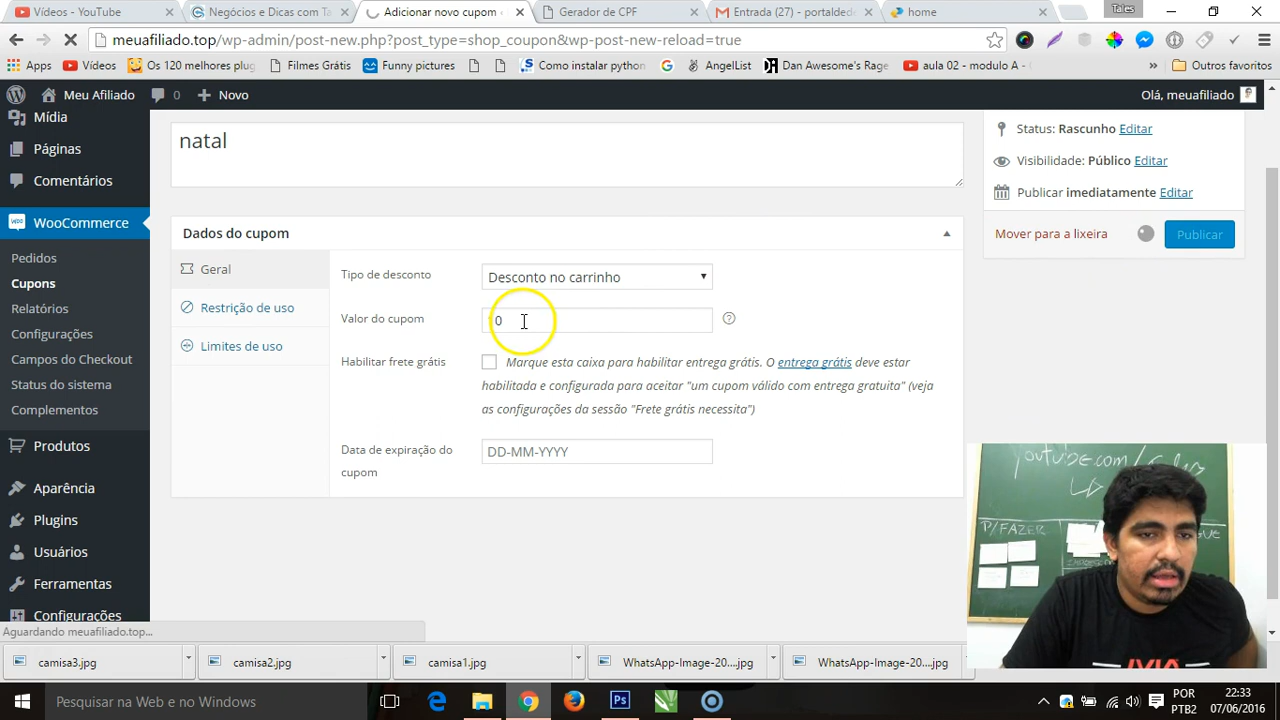 Vídeos - YouTube
Negócios e Dicas com Ta
Adicionar novo cupom
Gerador de CPF
Entrada (27) - portaldede
home
Tales
meuafiliado.top/wp-admin/post-new.php?post_type=shop_coupon&wp-post-new-reload=true
Apps
Vídeos
Os 120 melhores plug
Filmes Grátis
Funny pictures
Como instalar python
AngelList
Dan Awesome's Rage
aula 02 - modulo A -
Outros favoritos
Meu Afiliado
0
Novo
Olá, meuafiliado
Mídia
Páginas
Comentários
WooCommerce
Pedidos
Cupons
Relatórios
Configurações
Campos do Checkout
Status do sistema
Complementos
Produtos
Aparência
Plugins
Usuários
Ferramentas
Configurações
natal
Dados do cupom
Geral
Restrição de uso
Limites de uso
Tipo de desconto
Desconto no carrinho
Valor do cupom
Habilitar frete grátis
Marque esta caixa para habilitar entrega grátis. O entrega grátis deve estar
habilitada e configurada para aceitar "um cupom válido com entrega gratuita" (veja
as configurações da sessão "Frete grátis necessita")
Data de expiração do
cupom
DD-MM-YYYY
Status: Rascunho Editar
Visibilidade: Público Editar
Publicar imediatamente Editar
Mover para a lixeira
Publicar
youtube.com/
P/FAZER
Aguardando meuafiliado.top...
camisa3.jpg
camisa2.jpg
camisa1.jpg
WhatsApp-Image-20....jpg
WhatsApp-Image-20....jpg
Pesquisar na Web e no Windows
POR
PTB2
22:33
07/06/2016